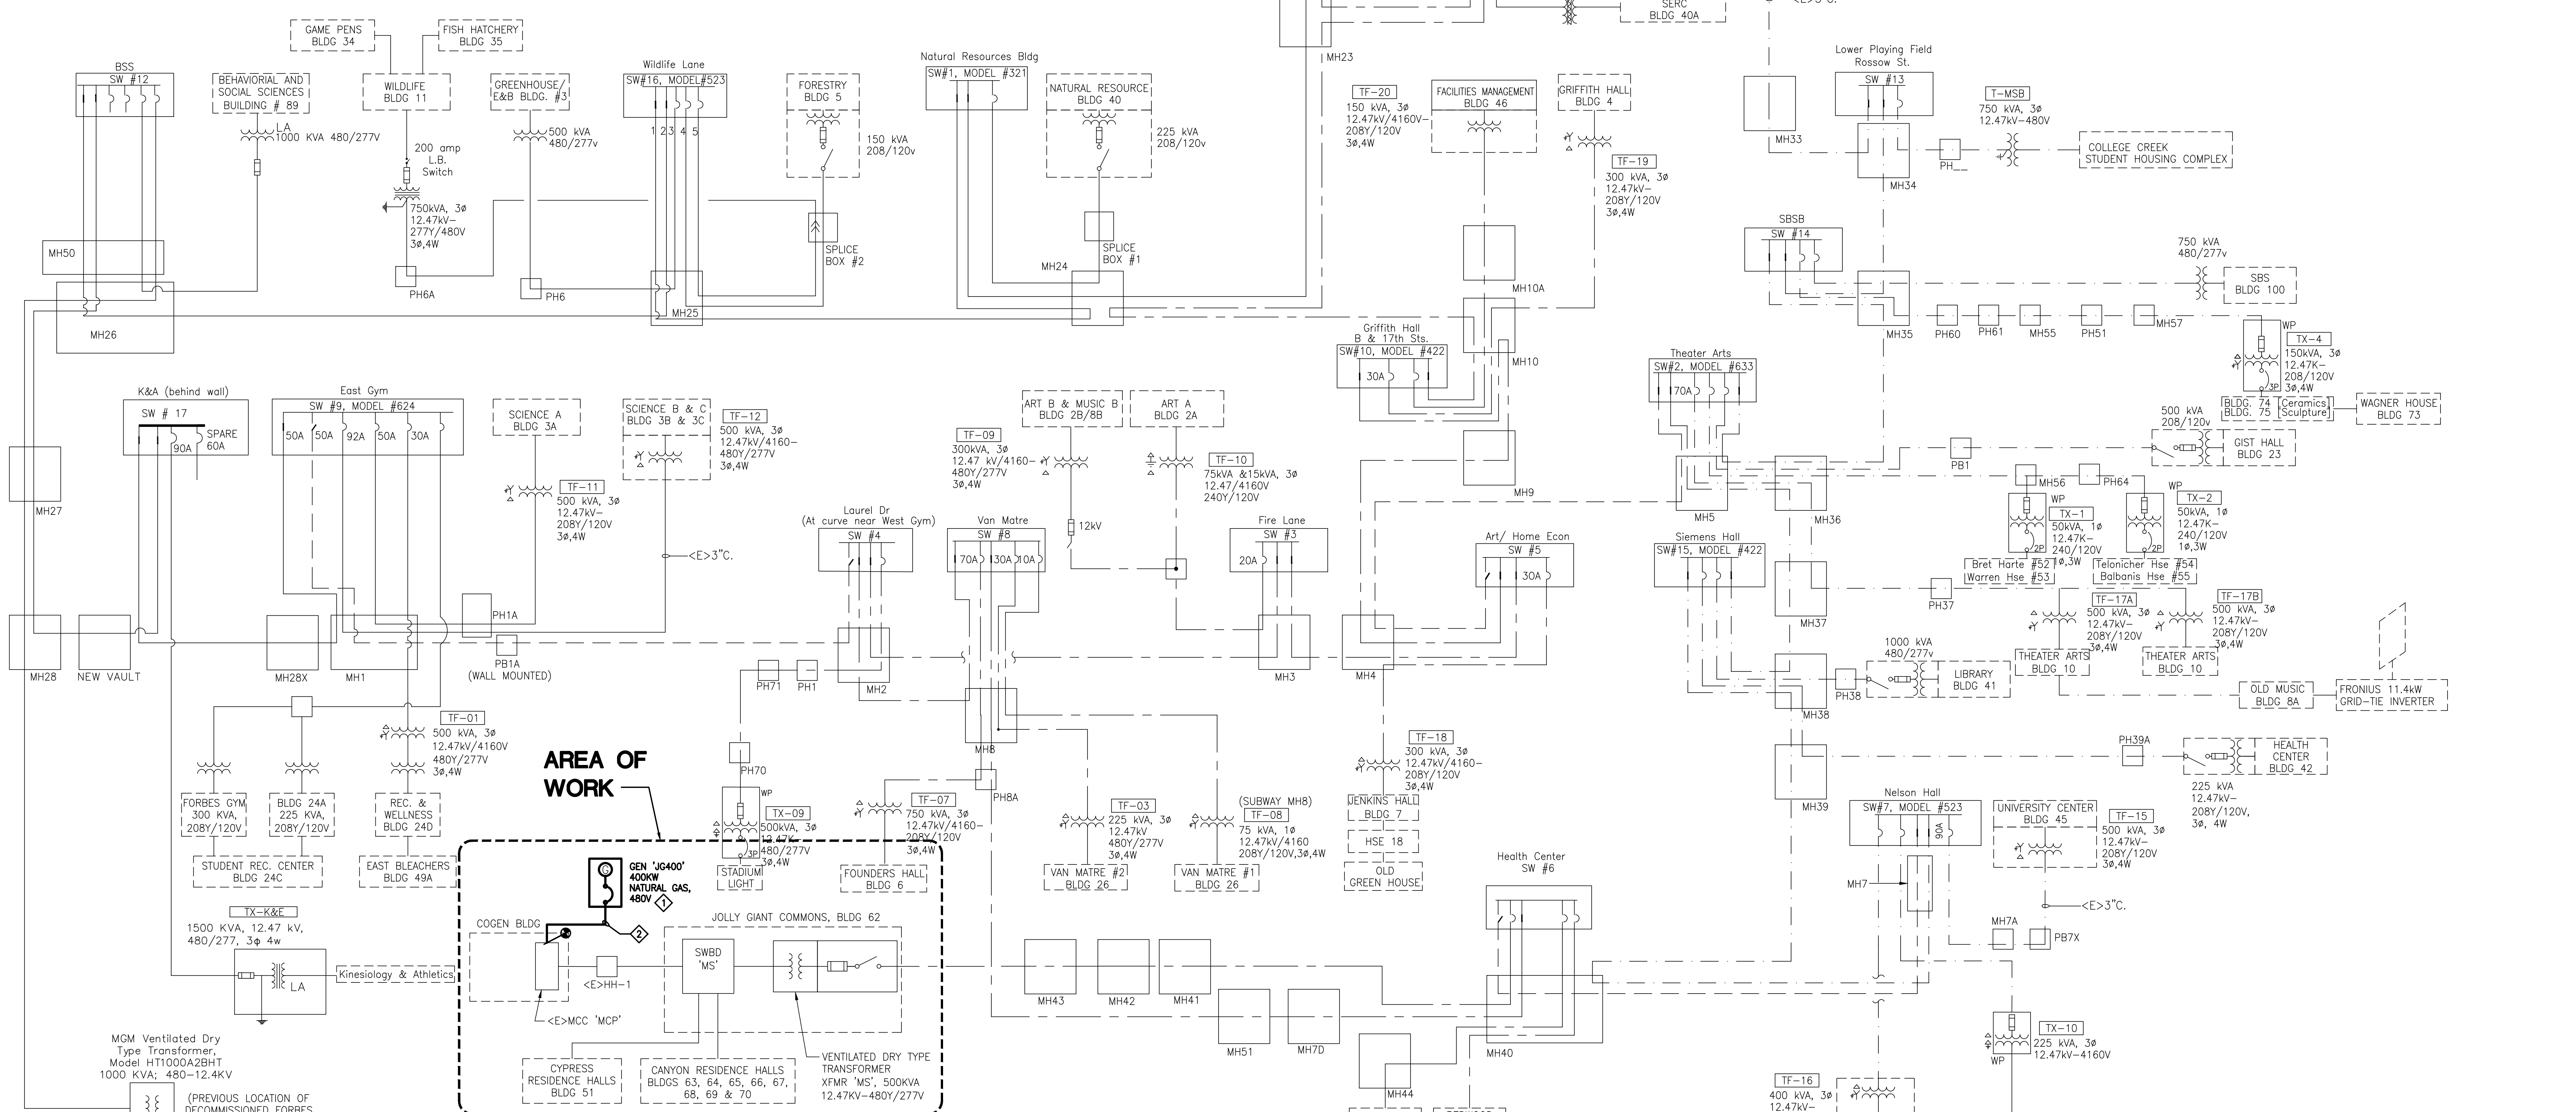 SERC
BLDG 40A
<E>3"C.
GAME PENS
BLDG 34
FISH HATCHERY
BLDG 35
BSS
SW #12
BEHAVIORIAL AND
SOCIAL SCIENCES
BUILDING # 89
LA
1000 KVA 480/277V
WILDLIFE
BLDG 11
200 amp
L.B.
Switch
750kVA, 3ø
12.47kV-
277Y/480V
3ø,4W
GREENHOUSE/
E&B BLDG. #3
500 kVA
480/277v
Wildlife Lane
SW#16, MODEL#523
1 2 3 4 5
FORESTRY
BLDG 5
150 kVA
208/120v
Natural Resources Bldg
SW#1, MODEL #321
NATURAL RESOURCE
BLDG 40
225 kVA
208/120v
MH23
TF-20
150 kVA, 3ø
12.47kV/4160V-
208Y/120V
3ø,4W
FACILITIES MANAGEMENT
BLDG 46
GRIFFITH HALL
BLDG 4
TF-19
300 kVA, 3ø
12.47kV-
208Y/120V
3ø,4W
MH33
Lower Playing Field
Rossow St.
SW #13
MH34
PH__
T-MSB
750 kVA, 3ø
12.47kV-480V
COLLEGE CREEK
STUDENT HOUSING COMPLEX
MH50
MH26
PH6A
PH6
MH25
SPLICE
BOX #2
MH24
SPLICE
BOX #1
MH10A
MH10
SBSB
SW #14
MH35
PH60
PH61
MH55
PH51
MH57
750 kVA
480/277v
SBS
BLDG 100
WP
TX-4
150kVA, 3ø
12.47K-
208/120V
3ø,4W
3P
BLDG. 74
BLDG. 75
Ceramics
Sculpture
WAGNER HOUSE
BLDG 73
K&A (behind wall)
SW # 17
90A
SPARE
60A
East Gym
SW #9, MODEL #624
50A
50A
92A
50A
30A
SCIENCE A
BLDG 3A
TF-11
500 kVA, 3ø
12.47kV-
208Y/120V
3ø,4W
SCIENCE B & C
BLDG 3B & 3C
TF-12
500 kVA, 3ø
12.47kV/4160-
480Y/277V
3ø,4W
<E>3"C.
TF-09
300kVA, 3ø
12.47 kV/4160-
480Y/277V
3ø,4W
ART B & MUSIC B
BLDG 2B/8B
12kV
ART A
BLDG 2A
TF-10
75kVA &15kVA, 3ø
12.47/4160V
240Y/120V
Griffith Hall
B & 17th Sts.
SW#10, MODEL #422
30A
MH9
Theater Arts
SW#2, MODEL #633
70A
MH5
MH36
PB1
500 kVA
208/120v
GIST HALL
BLDG 23
MH56
PH64
WP
TX-1
50kVA, 1ø
12.47K-
240/120V
1ø,3W
2P
Bret Harte #52
Warren Hse #53
WP
TX-2
50kVA, 1ø
12.47K-
240/120V
1ø,3W
2P
Telonicher Hse #54
Balbanis Hse #55
MH27
MH28
NEW VAULT
MH28X
MH1
PH1A
PB1A
(WALL MOUNTED)
Laurel Dr
(At curve near West Gym)
SW #4
MH2
PH71
PH1
Van Matre
SW #8
70A
30A
10A
MH8
Fire Lane
SW #3
20A
MH3
MH4
Art/ Home Econ
SW #5
30A
Siemens Hall
SW#15, MODEL #422
MH37
PH37
TF-17A
500 kVA, 3ø
12.47kV-
208Y/120V
3ø,4W
THEATER ARTS
BLDG 10
TF-17B
500 kVA, 3ø
12.47kV-
208Y/120V
3ø,4W
THEATER ARTS
BLDG 10
MH38
PH38
1000 kVA
480/277v
LIBRARY
BLDG 41
OLD MUSIC
BLDG 8A
FRONIUS 11.4kW
GRID-TIE INVERTER
MH39
PH39A
HEALTH
CENTER
BLDG 42
225 kVA
12.47kV-
208Y/120V,
3ø, 4W
TF-01
500 kVA, 3ø
12.47kV/4160V
480Y/277V
3ø,4W
FORBES GYM
300 KVA,
208Y/120V
BLDG 24A
225 KVA,
208Y/120V
REC. &
WELLNESS
BLDG 24D
STUDENT REC. CENTER
BLDG 24C
EAST BLEACHERS
BLDG 49A
AREA OF
WORK
PH70
WP
TX-09
500kVA, 3ø
12.47K-
480/277V
3ø,4W
3P
STADIUM
LIGHT
TF-07
750 kVA, 3ø
12.47kV/4160-
208Y/120V
3ø,4W
FOUNDERS HALL
BLDG 6
PH8A
TF-03
225 kVA, 3ø
12.47kV
480Y/277V
3ø,4W
VAN MATRE #2
BLDG 26
(SUBWAY MH8)
TF-08
75 kVA, 1ø
12.47kV/4160
208Y/120V,3ø,4W
VAN MATRE #1
BLDG 26
TF-18
300 kVA, 3ø
12.47kV/4160-
208Y/120V
3ø,4W
JENKINS HALL
BLDG 7
HSE 18
OLD
GREEN HOUSE
Health Center
SW #6
Nelson Hall
SW#7, MODEL #523
90A
MH7
UNIVERSITY CENTER
BLDG 45
TF-15
500 kVA, 3ø
12.47kV-
208Y/120V
3ø,4W
<E>3"C.
MH7A
PB7X
TX-K&E
1500 KVA, 12.47 kV,
480/277, 3ϕ 4w
LA
Kinesiology & Athletics
G
GEN 'JG400'
400KW
NATURAL GAS,
480V
1
2
COGEN BLDG
<E>HH-1
<E>MCC 'MCP'
JOLLY GIANT COMMONS, BLDG 62
SWBD
'MS'
MH43
MH42
MH41
MH51
MH7D
MH40
MH44
CYPRESS
RESIDENCE HALLS
BLDG 51
CANYON RESIDENCE HALLS
BLDGS 63, 64, 65, 66, 67,
68, 69 & 70
VENTILATED DRY TYPE
TRANSFORMER
XFMR 'MS', 500KVA
12.47KV-480Y/277V
MGM Ventilated Dry
Type Transformer,
Model HT1000A2BHT
1000 KVA; 480-12.4KV
(PREVIOUS LOCATION OF
DECOMMISSIONED FORBES
TX-10
225 kVA, 3ø
12.47kV-4160V
WP
TF-16
400 kVA, 3ø
12.47kV-